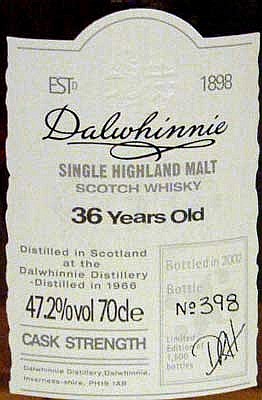 ESTD 1898
Dalwhinnie
SINGLE HIGHLAND MALT
SCOTCH WHISKY
36 Years Old
Distilled in Scotland
at the
Dalwhinnie Distillery
-Distilled in 1966
47.2%vol 70cle
CASK STRENGTH
Dalwhinnie Distillery, Dalwhinnie,
Inverness-shire, PH19 1AB
Bottled in 2002
Bottle
No398
Limited
Edition of
1,500
bottles